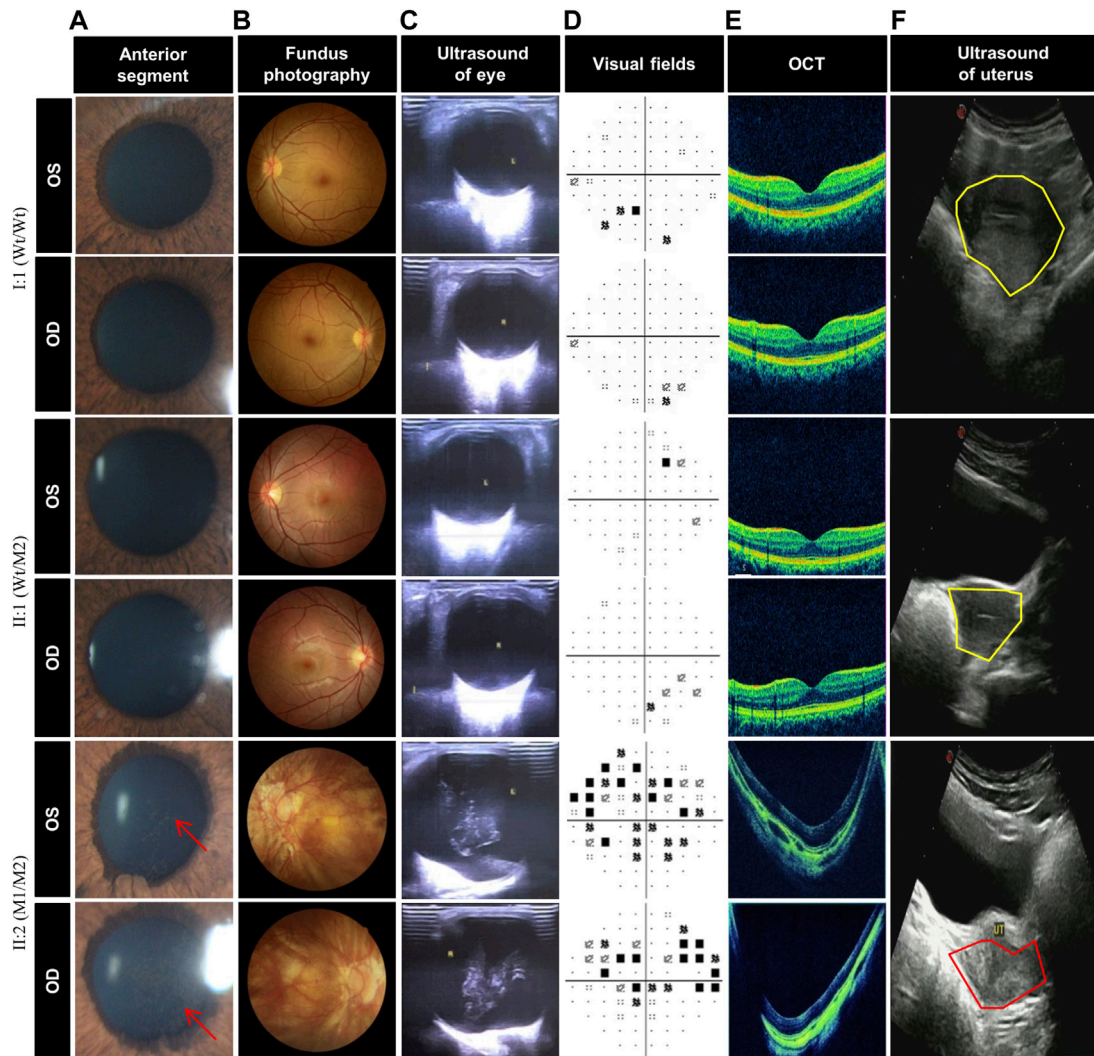 A B C D E F
Anterior segment
Fundus photography
Ultrasound of eye
Visual fields
OCT
Ultrasound of uterus
I:1 (Wt/Wt)
OS
L
OD
R
II:1 (Wt/M2)
OS
L
OD
R
II:2 (M1/M2)
OS
L
UT
OD
R